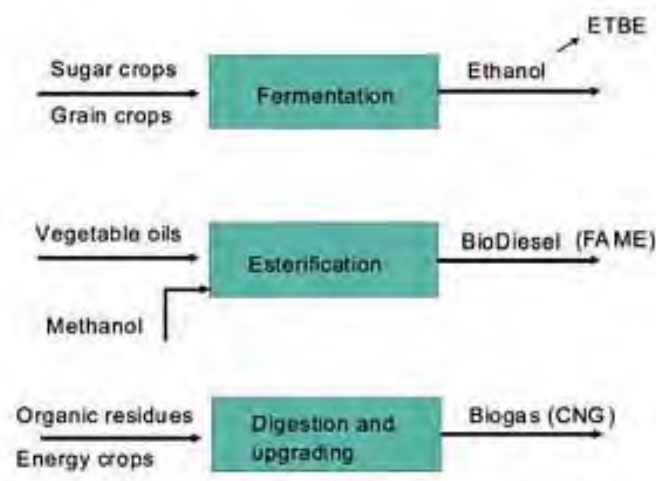 ETBE
Sugar crops
Grain crops
Fermentation
Ethanol
Vegetable oils
Methanol
Esterification
BioDiesel (FAME)
Organic residues
Energy crops
Digestion and
upgrading
Biogas (CNG)